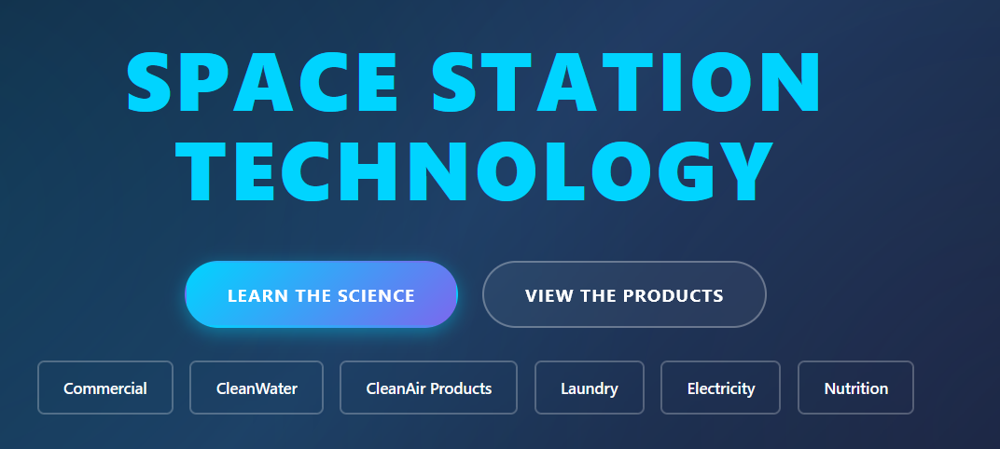 SPACE STATION
TECHNOLOGY
LEARN THE SCIENCE
VIEW THE PRODUCTS
Commercial
CleanWater
CleanAir Products
Laundry
Electricity
Nutrition